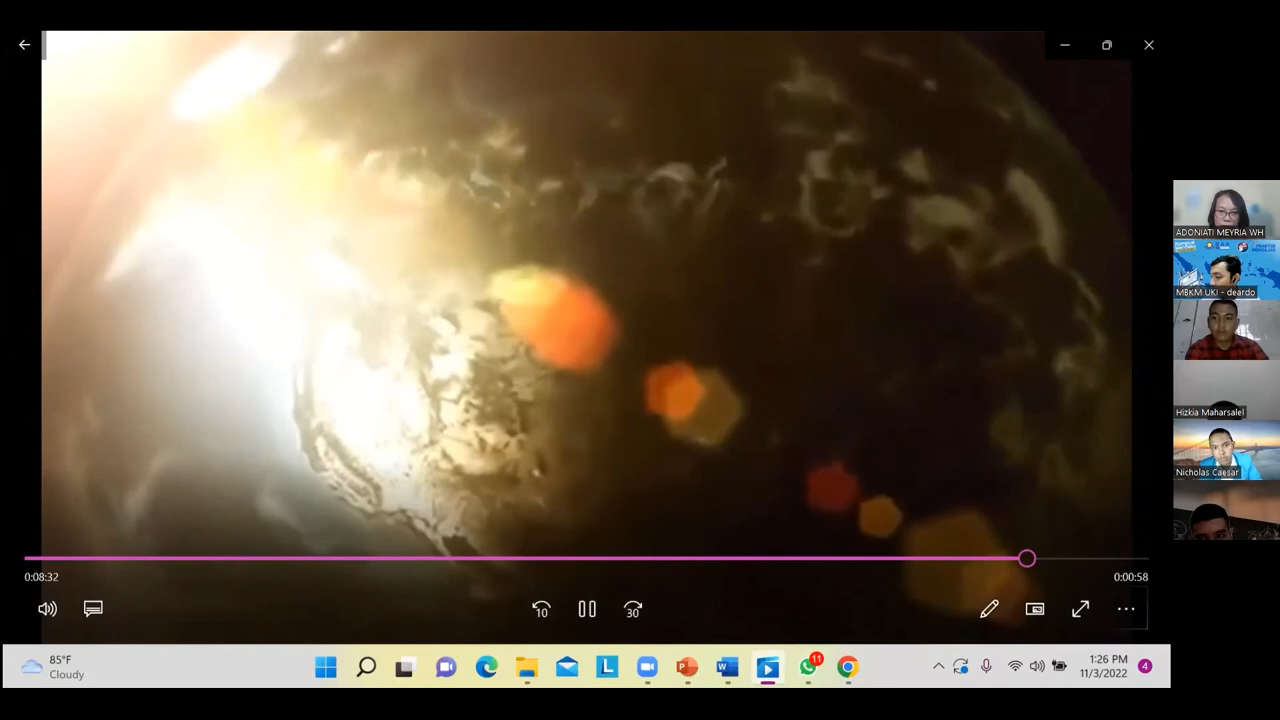 ADONIATI MEYRIA WH
MBKM UKI - deardo
Hizkia Maharsalel
Nicholas Caesar
0:08:32
0:00:58
10
30
85°F
Cloudy
L
P
W
11
1:26 PM
11/3/2022
4